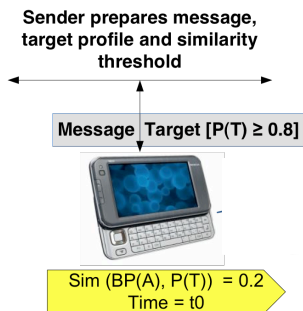 Sender prepares message,
target profile and similarity
threshold
Message Target [P(T) ≥ 0.8]
Sim (BP(A), P(T)) = 0.2
Time = t0